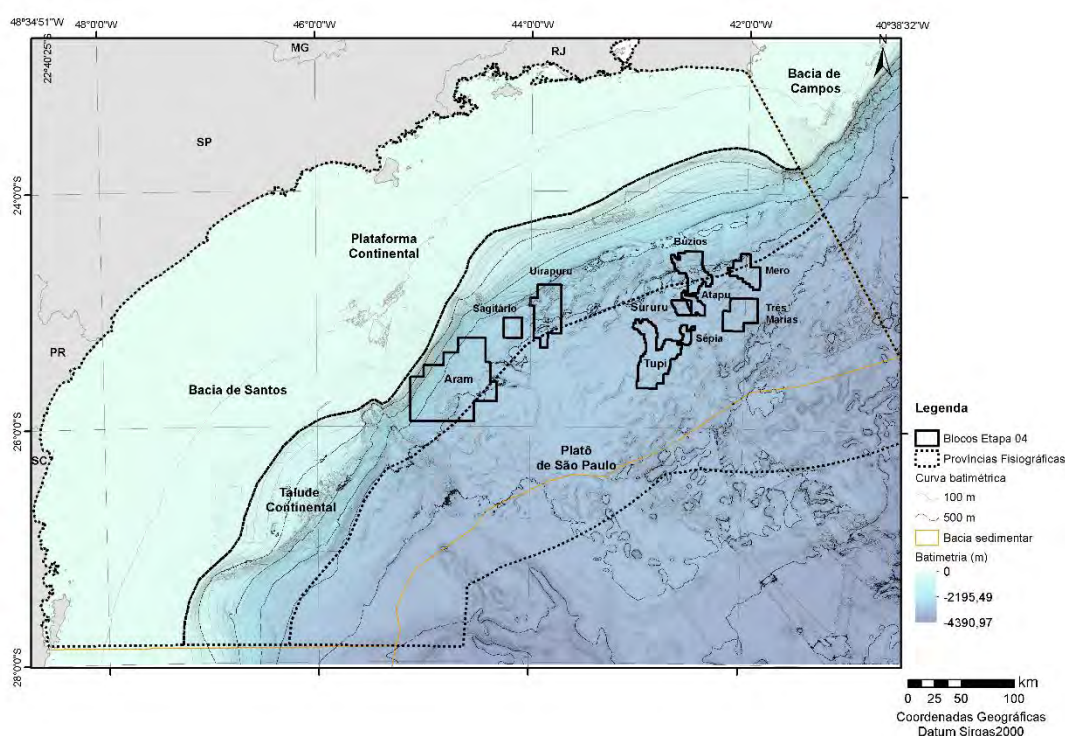 48°34'51"W
48°0'0"W
46°0'0"W
44°0'0"W
42°0'0"W
40°38'32"W
22°40'25"S
MG
RJ
N
Bacia de
Campos
SP
24°0'0"S
Plataforma
Continental
Búzios
Uirapuru
Mero
Sagitário
Sururu
Atapu
Três
Marias
PR
Sépia
Tupi
Aram
Bacia de Santos
26°0'0"S
SC
Platô
de São Paulo
Talude
Continental
28°0'0"S
Legenda
Blocos Etapa 04
Províncias Fisiográficas
Curva batimétrica
100 m
500 m
Bacia sedimentar
Batimetria (m)
0
-2195,49
-4390,97
km
0 25 50 100
Coordenadas Geográficas
Datum Sirgas2000